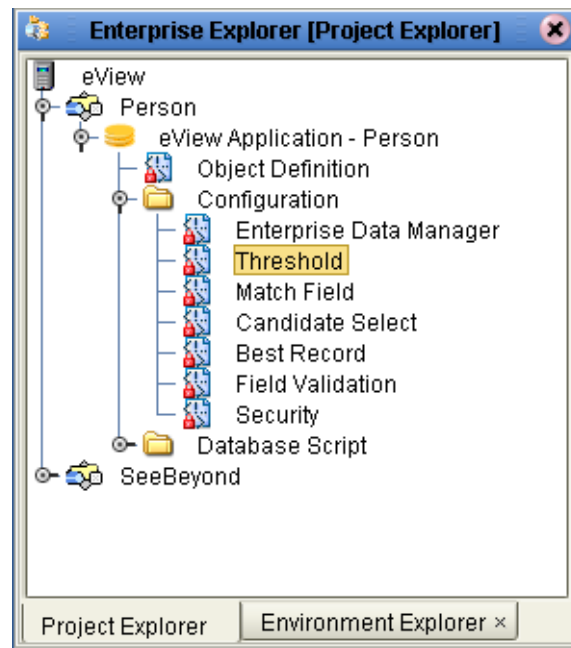 Enterprise Explorer [Project Explorer]
eView
Person
eView Application - Person
Object Definition
Configuration
Enterprise Data Manager
Threshold
Match Field
Candidate Select
Best Record
Field Validation
Security
Database Script
SeeBeyond
Project Explorer
Environment Explorer ×